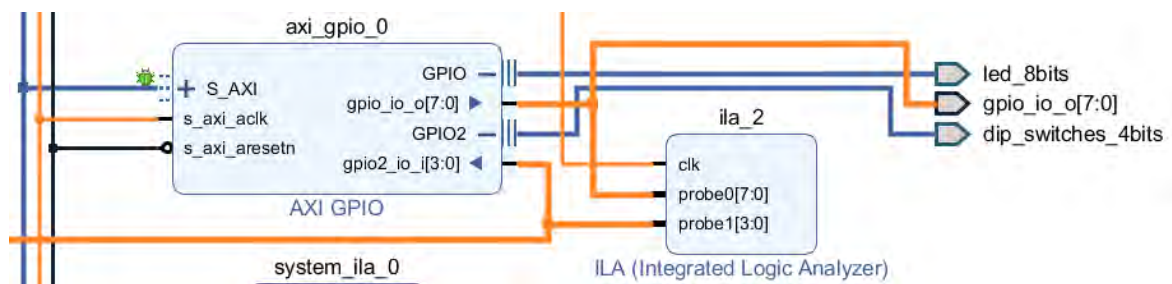 axi_gpio_0
S_AXI
s_axi_aclk
s_axi_aresetn
GPIO
gpio_io_o[7:0]
GPIO2
gpio2_io_i[3:0]
AXI GPIO
ila_2
clk
probe0[7:0]
probe1[3:0]
ILA (Integrated Logic Analyzer)
led_8bits
gpio_io_o[7:0]
dip_switches_4bits
system_ila_0